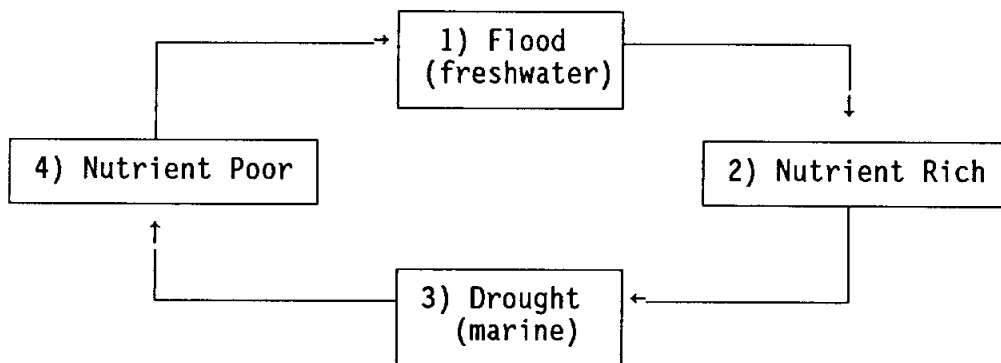 1) Flood
(freshwater)
2) Nutrient Rich
3) Drought
(marine)
4) Nutrient Poor